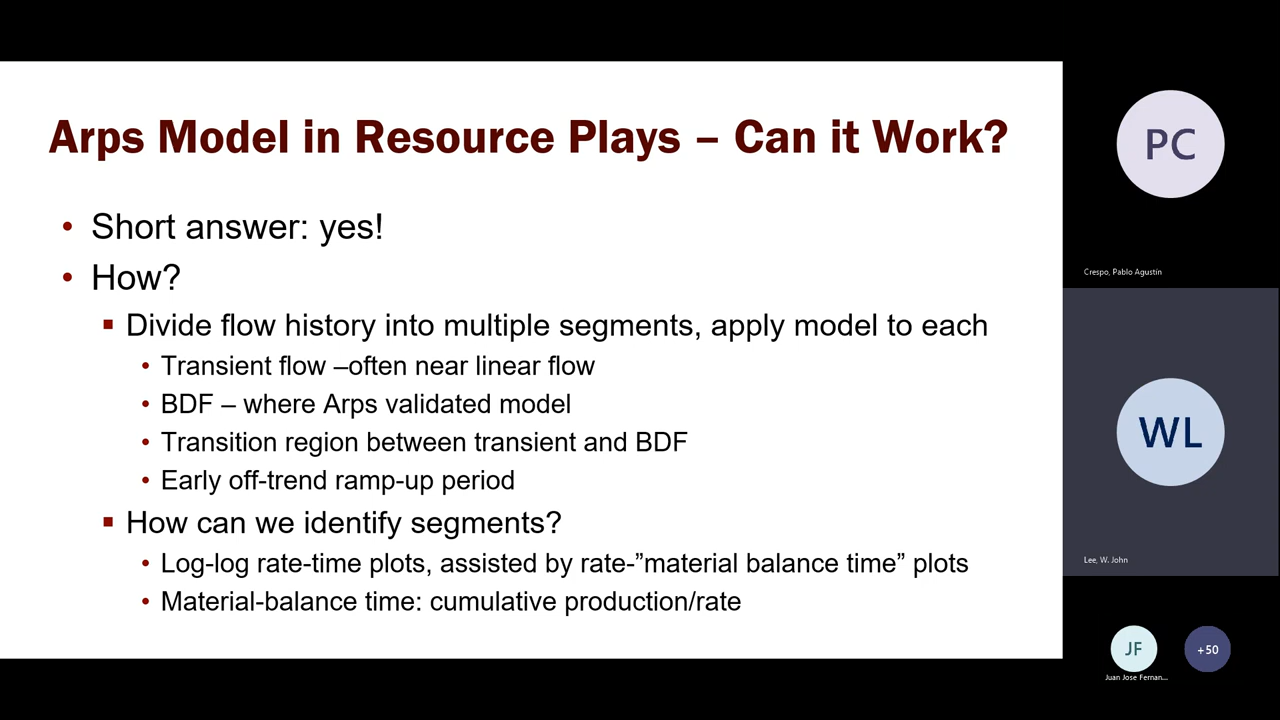 Arps Model in Resource Plays – Can it Work?
• Short answer: yes!
• How?
▪ Divide flow history into multiple segments, apply model to each
• Transient flow –often near linear flow
• BDF – where Arps validated model
• Transition region between transient and BDF
• Early off-trend ramp-up period
▪ How can we identify segments?
• Log-log rate-time plots, assisted by rate-”material balance time” plots
• Material-balance time: cumulative production/rate
PC
Crespo, Pablo Agustín
WL
Lee, W. John
JF
+50
Juan Jose Fernan...